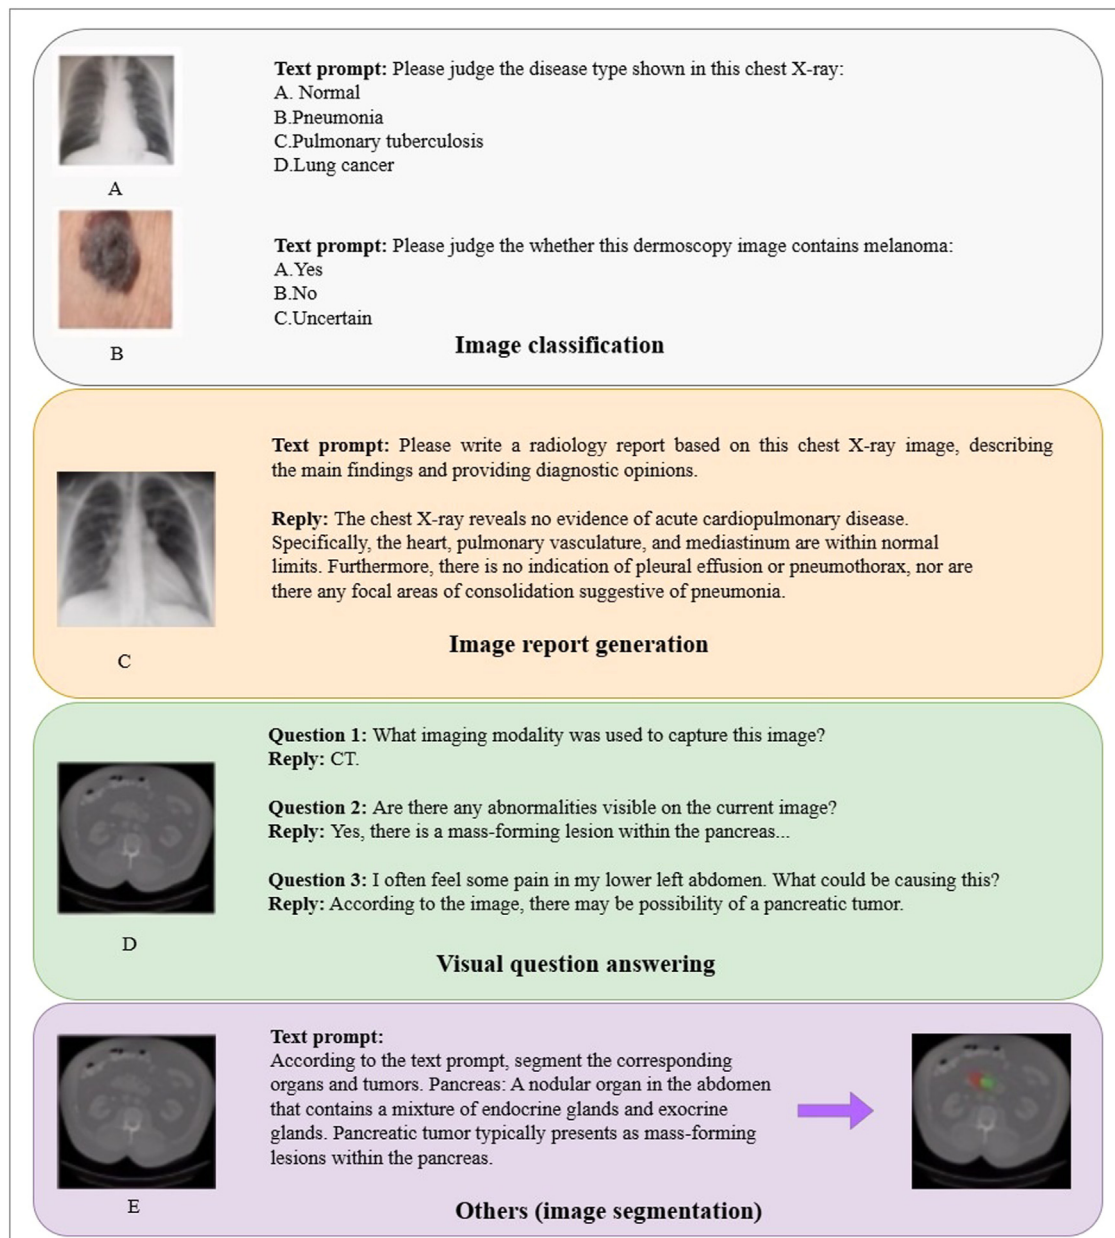 Text prompt: Please judge the disease type shown in this chest X-ray:
A. Normal
B.Pneumonia
C.Pulmonary tuberculosis
D.Lung cancer
A
Text prompt: Please judge the whether this dermoscopy image contains melanoma:
A.Yes
B.No
C.Uncertain
B
Image classification
Text prompt: Please write a radiology report based on this chest X-ray image, describing
the main findings and providing diagnostic opinions.
Reply: The chest X-ray reveals no evidence of acute cardiopulmonary disease.
Specifically, the heart, pulmonary vasculature, and mediastinum are within normal
limits. Furthermore, there is no indication of pleural effusion or pneumothorax, nor are
there any focal areas of consolidation suggestive of pneumonia.
Image report generation
C
Question 1: What imaging modality was used to capture this image?
Reply: CT.
Question 2: Are there any abnormalities visible on the current image?
Reply: Yes, there is a mass-forming lesion within the pancreas...
Question 3: I often feel some pain in my lower left abdomen. What could be causing this?
Reply: According to the image, there may be possibility of a pancreatic tumor.
D
Visual question answering
Text prompt:
According to the text prompt, segment the corresponding
organs and tumors. Pancreas: A nodular organ in the abdomen
that contains a mixture of endocrine glands and exocrine
glands. Pancreatic tumor typically presents as mass-forming
lesions within the pancreas.
E
Others (image segmentation)